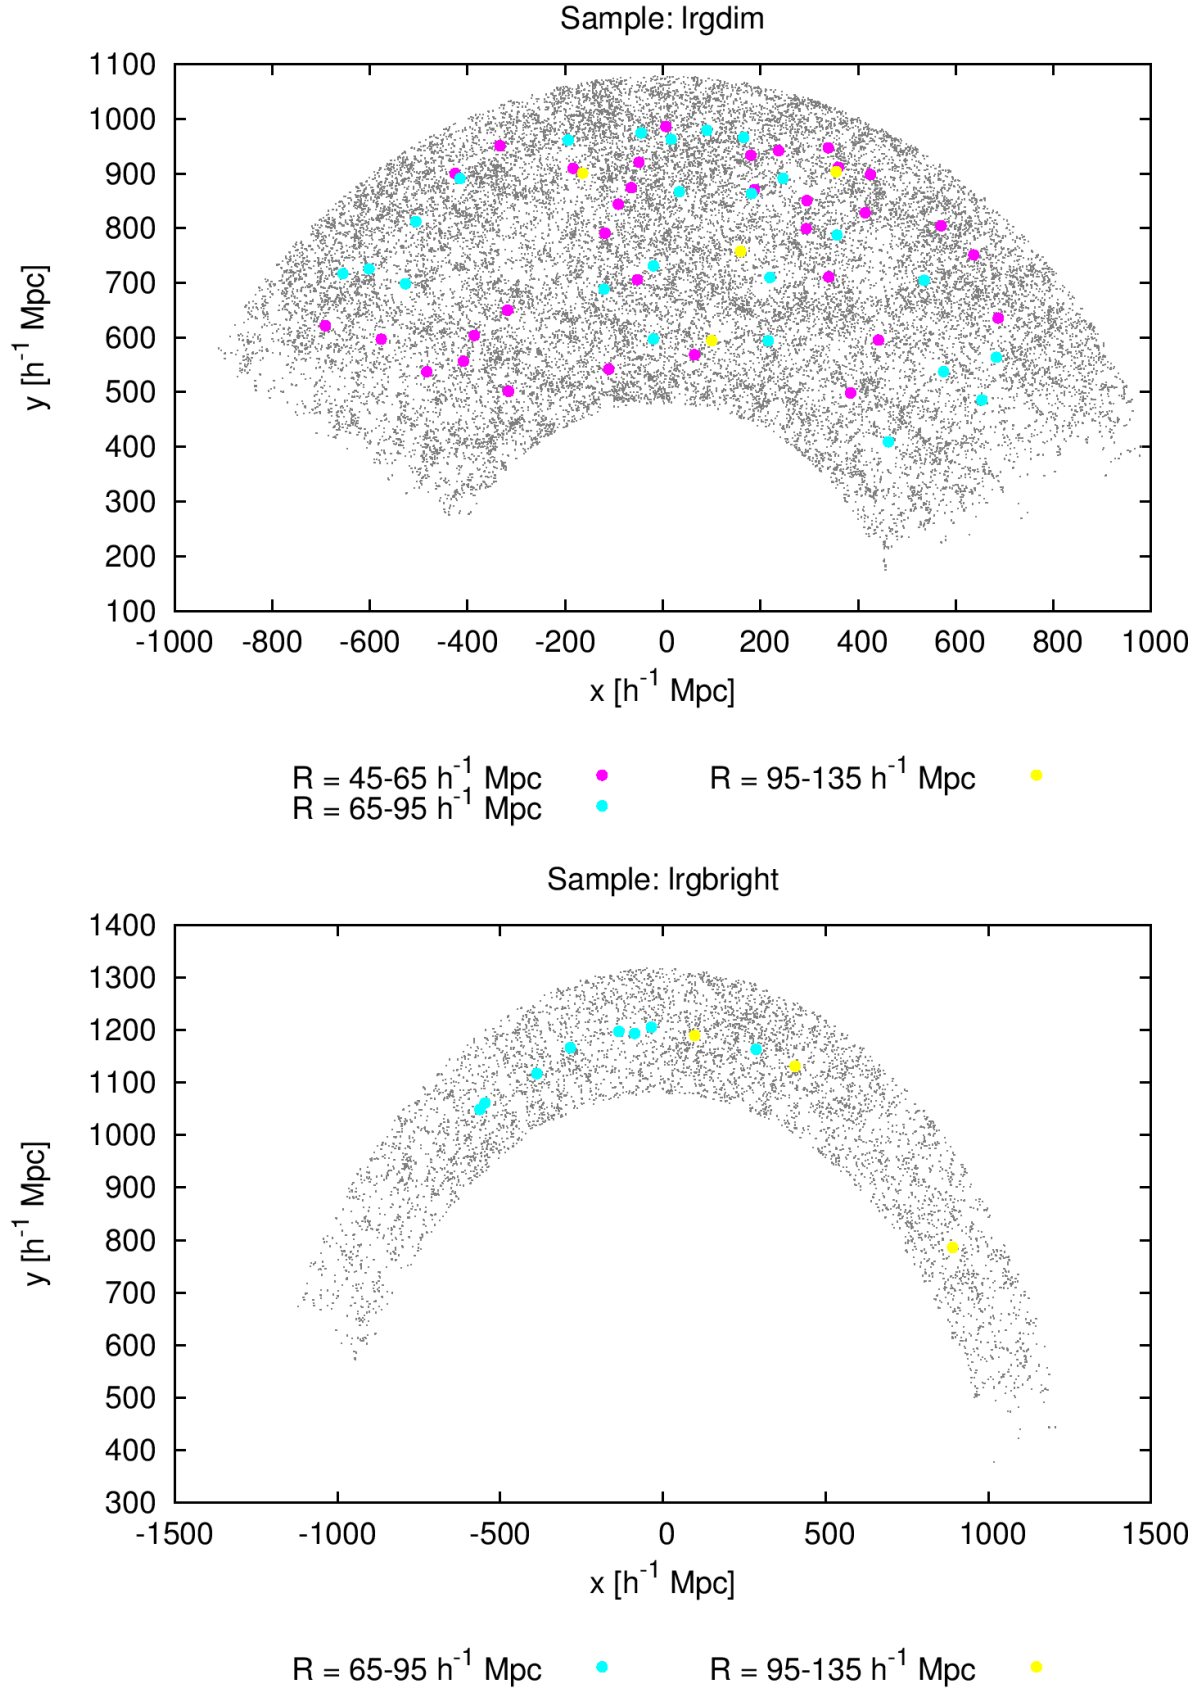 Sample: lrgdim
1100
1000
900
800
700
600
500
400
300
200
100
y [h-1 Mpc]
-1000 -800 -600 -400 -200 0 200 400 600 800 1000
x [h-1 Mpc]
R = 45-65 h-1 Mpc R = 95-135 h-1 Mpc
R = 65-95 h-1 Mpc
Sample: lrgbright
1400
1300
1200
1100
1000
900
800
700
600
500
400
300
y [h-1 Mpc]
-1500 -1000 -500 0 500 1000 1500
x [h-1 Mpc]
R = 65-95 h-1 Mpc R = 95-135 h-1 Mpc